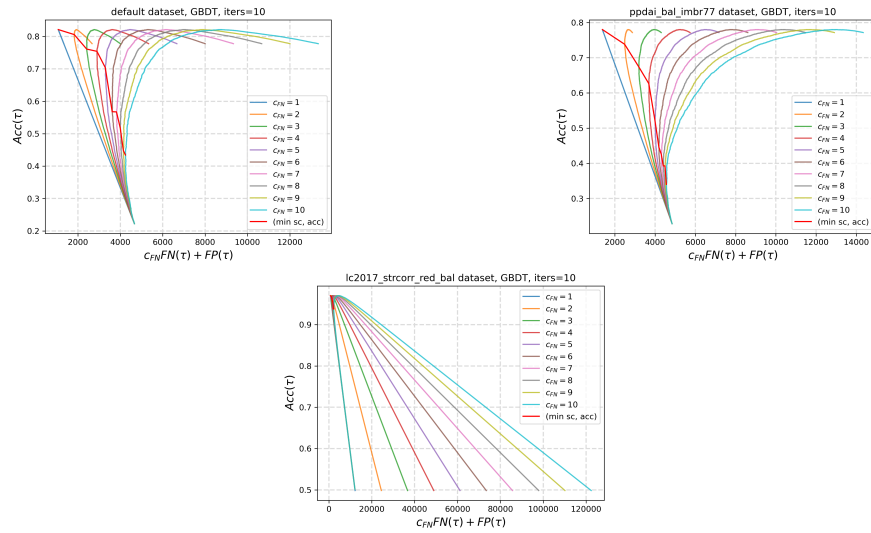 default dataset, GBDT, iters=10
Acc(τ)
0.8
0.7
0.6
0.5
0.4
0.3
0.2
2000 4000 6000 8000 10000 12000
c_FN FN(τ) + FP(τ)
c_FN = 1
c_FN = 2
c_FN = 3
c_FN = 4
c_FN = 5
c_FN = 6
c_FN = 7
c_FN = 8
c_FN = 9
c_FN = 10
(min sc, acc)
ppdai_bal_imbr77 dataset, GBDT, iters=10
Acc(τ)
0.8
0.7
0.6
0.5
0.4
0.3
2000 4000 6000 8000 10000 12000 14000
c_FN FN(τ) + FP(τ)
c_FN = 1
c_FN = 2
c_FN = 3
c_FN = 4
c_FN = 5
c_FN = 6
c_FN = 7
c_FN = 8
c_FN = 9
c_FN = 10
(min sc, acc)
lc2017_strcorr_red_bal dataset, GBDT, iters=10
Acc(τ)
0.9
0.8
0.7
0.6
0.5
0 20000 40000 60000 80000 100000 120000
c_FN FN(τ) + FP(τ)
c_FN = 1
c_FN = 2
c_FN = 3
c_FN = 4
c_FN = 5
c_FN = 6
c_FN = 7
c_FN = 8
c_FN = 9
c_FN = 10
(min sc, acc)